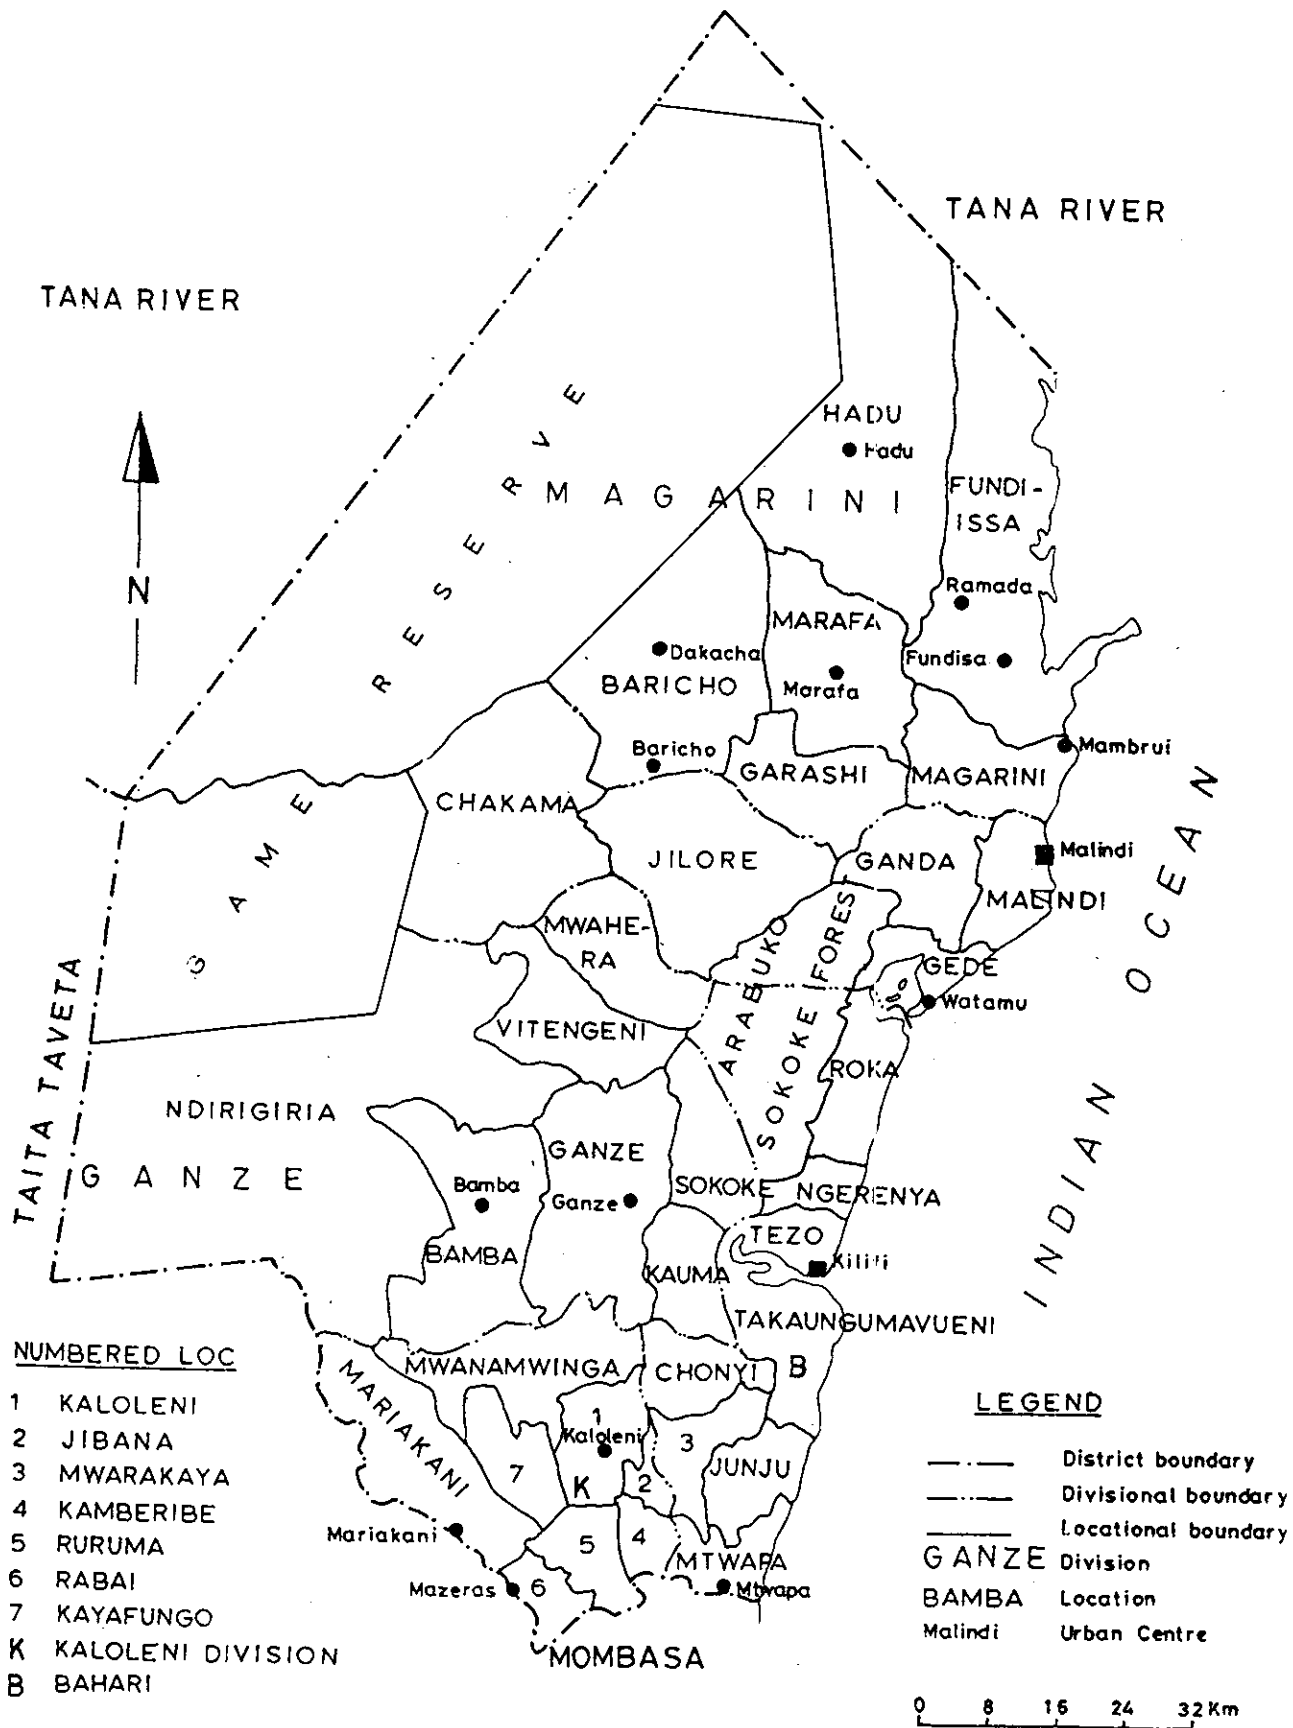 TANA RIVER
TANA RIVER
HADU
Hadu
MAGARINI
FUNDI-
ISSA
GAME RESERVE
N
Ramada
MARAFA
Fundisa
Dakacha
Marafa
BARICHO
Mambrui
Baricho
GARASHI
MAGARINI
CHAKAMA
JILORE
GANDA
Malindi
MALINDI
INDIAN OCEAN
MWAHE-
RA
ARABUKO
SOKOKE FOREST
GEDE
Watamu
VITENGENI
ROKA
TAITA TAVETA
NDIRIGIRIA
GANZE
GANZE
Bamba
Ganze
SOKOKE
NGERENYA
TEZO
BAMBA
KAUMA
Kilifi
TAKAUNGUMAVUENI
MWANAMWINGA
CHONYI
B
MARIAKANI
1
Kaloleni
3
JUNJU
7
K
2
Mariakani
5
4
MTWAPA
Mazeras
6
Mtwapa
MOMBASA
NUMBERED LOC
1 KALOLENI
2 JIBANA
3 MWARAKAYA
4 KAMBERIBE
5 RURUMA
6 RABAI
7 KAYAFUNGO
K KALOLENI DIVISION
B BAHARI
LEGEND
District boundary
Divisional boundary
Locational boundary
GANZE Division
BAMBA Location
Malindi Urban Centre
0 8 16 24 32 Km